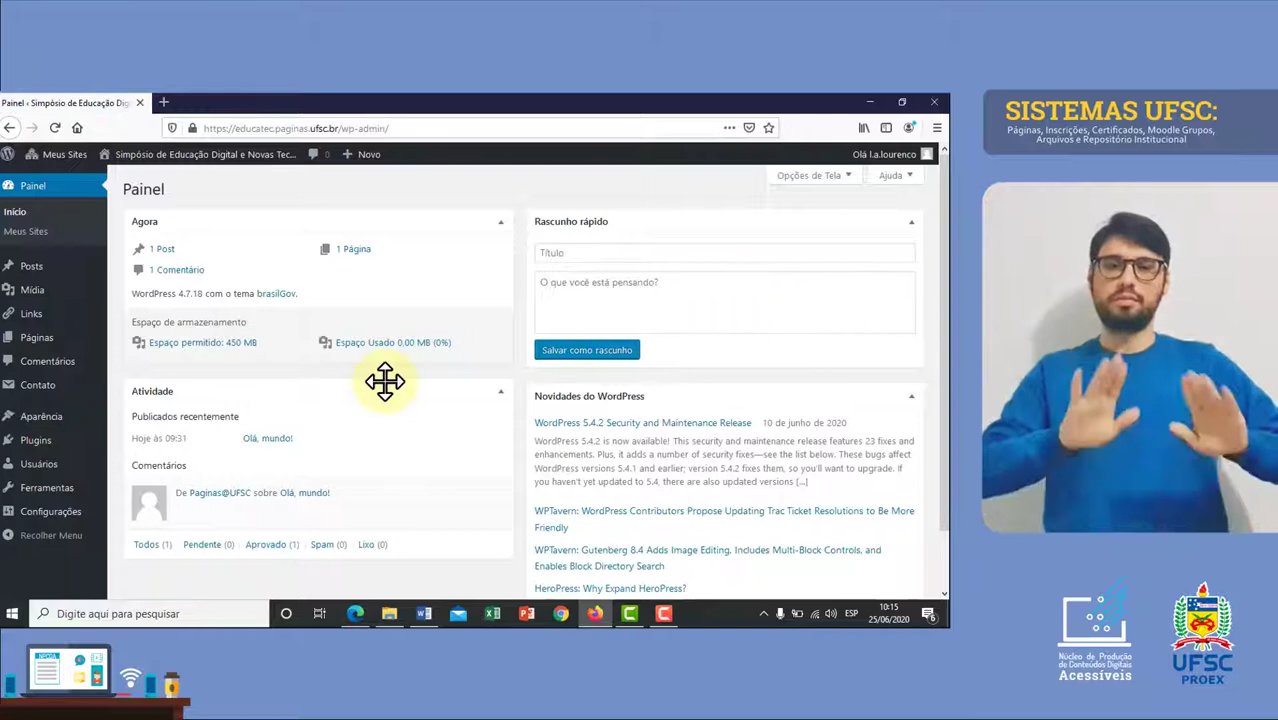 Painel ‹ Simpósio de Educação Dig
https://educatec.paginas.ufsc.br/wp-admin/
Meus Sites
Simpósio de Educação Digital e Novas Tec...
0
Novo
Olá l.a.lourenco
Painel
Início
Meus Sites
Posts
Mídia
Links
Páginas
Comentários
Contato
Aparência
Plugins
Usuários
Ferramentas
Configurações
Recolher Menu
Painel
Opções de Tela
Ajuda
Agora
1 Post
1 Página
1 Comentário
WordPress 4.7.18 com o tema brasilGov.
Espaço de armazenamento
Espaço permitido: 450 MB
Espaço Usado 0,00 MB (0%)
Atividade
Publicados recentemente
Hoje às 09:31
Olá, mundo!
Comentários
De Paginas@UFSC sobre Olá, mundo!
Todos (1)
Pendente (0)
Aprovado (1)
Spam (0)
Lixo (0)
Rascunho rápido
Título
O que você está pensando?
Salvar como rascunho
Novidades do WordPress
WordPress 5.4.2 Security and Maintenance Release 10 de junho de 2020
WordPress 5.4.2 is now available! This security and maintenance release features 23 fixes and
enhancements. Plus, it adds a number of security fixes—see the list below. These bugs affect
WordPress versions 5.4.1 and earlier; version 5.4.2 fixes them, so you'll want to upgrade. If
you haven't yet updated to 5.4, there are also updated versions […]
WPTavern: WordPress Contributors Propose Updating Trac Ticket Resolutions to Be More
Friendly
WPTavern: Gutenberg 8.4 Adds Image Editing, Includes Multi-Block Controls, and
Enables Block Directory Search
HeroPress: Why Expand HeroPress?
Digite aqui para pesquisar
ESP
10:15
25/06/2020
6
SISTEMAS UFSC:
Páginas, Inscrições, Certificados, Moodle Grupos,
Arquivos e Repositório Institucional
Núcleo de Produção
de Conteúdos Digitais
Acessíveis
UFSC
PROEX